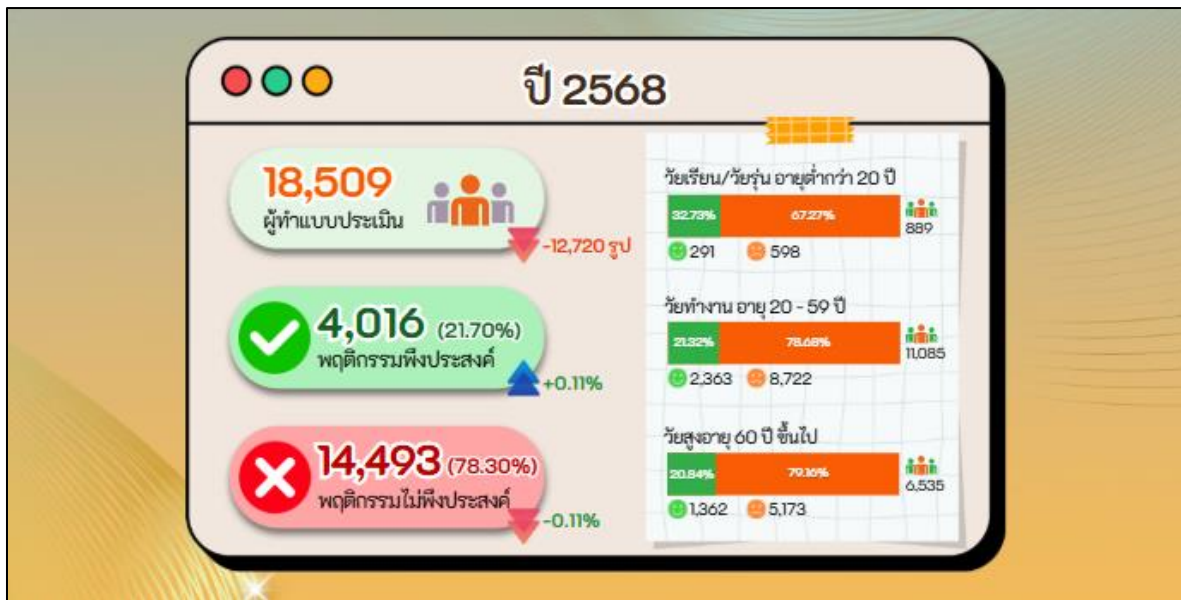 ปี 2568
18,509
ผู้ทำแบบประเมิน
-12,720 รูป
4,016 (21.70%)
พฤติกรรมพึงประสงค์
+0.11%
14,493 (78.30%)
พฤติกรรมไม่พึงประสงค์
-0.11%
วัยเรียน/วัยรุ่น อายุต่ำกว่า 20 ปี
32.73% 67.27%
889
291 598
วัยทำงาน อายุ 20 - 59 ปี
21.32% 78.68%
11,085
2,363 8,722
วัยสูงอายุ 60 ปี ขึ้นไป
20.84% 79.16%
6,535
1,362 5,173